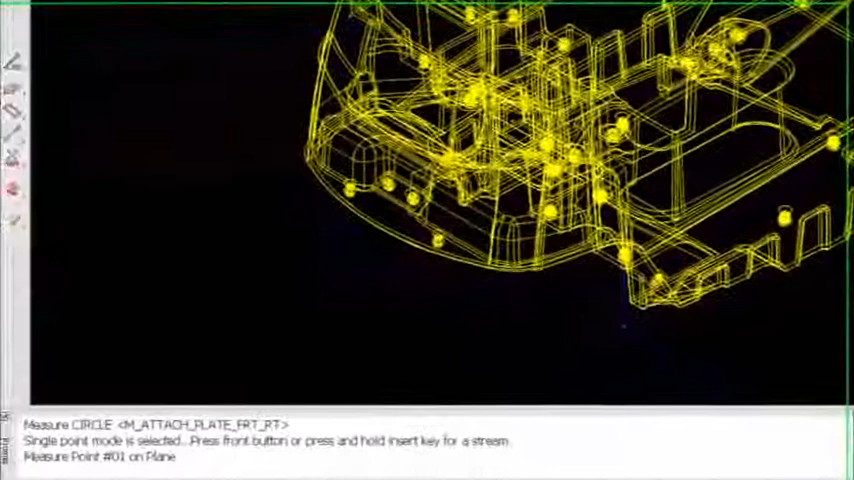 Measure CIRCLE <M_ATTACH_PLATE_FRT_RT>
Single point mode is selected...Press front button or press and hold insert key for a stream
Measure Point #01 on Plane